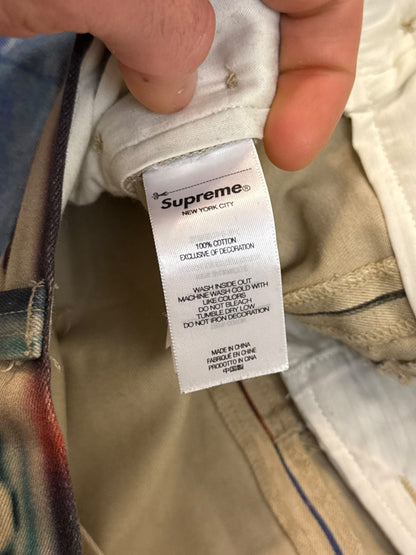 Supreme®
NEW YORK CITY
100% COTTON
EXCLUSIVE OF DECORATION
WASH INSIDE OUT
MACHINE WASH COLD WITH
LIKE COLORS
DO NOT BLEACH
TUMBLE DRY LOW
DO NOT IRON DECORATION
MADE IN CHINA
FABRIQUÉ EN CHINE
PRODOTTO IN CINA